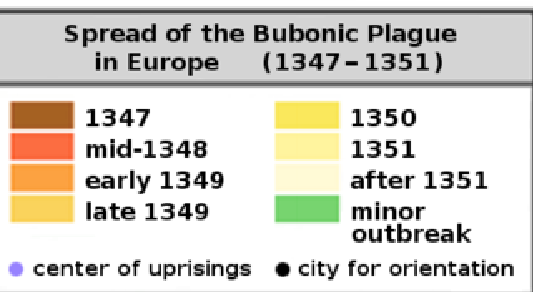 Spread of the Bubonic Plague
in Europe (1347–1351)
1347
mid-1348
early 1349
late 1349
1350
1351
after 1351
minor
outbreak
center of uprisings
city for orientation